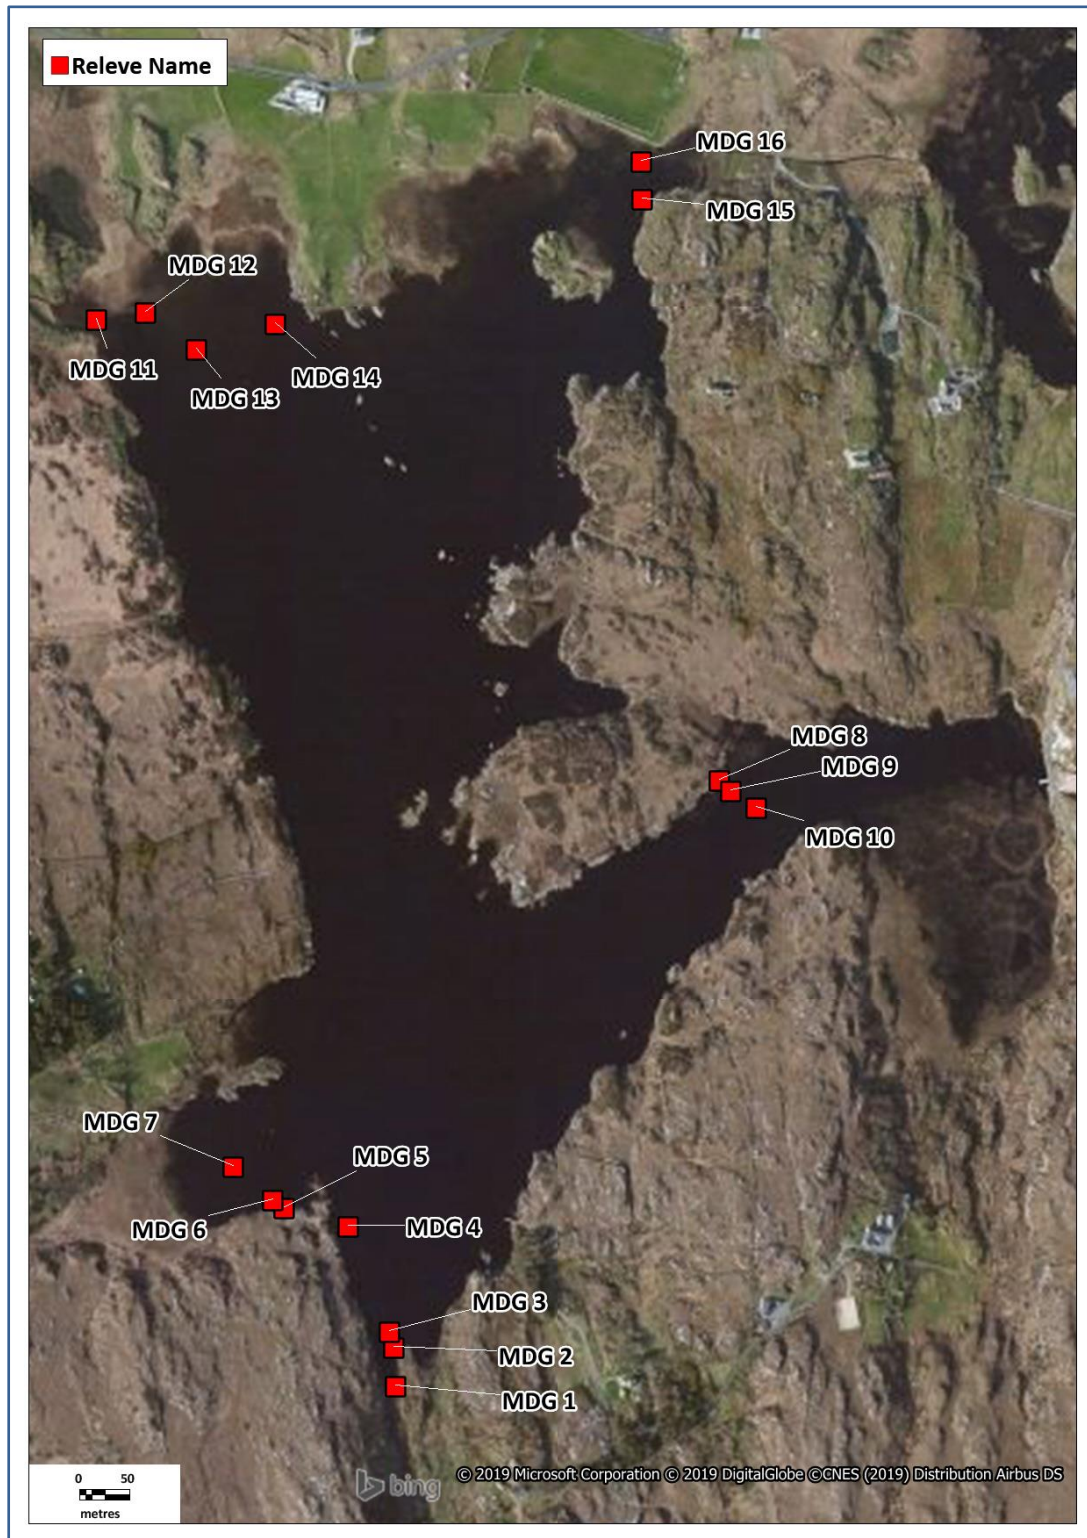 Releve Name
MDG 16
MDG 15
MDG 12
MDG 11
MDG 14
MDG 13
MDG 8
MDG 9
MDG 10
MDG 7
MDG 5
MDG 6
MDG 4
MDG 3
MDG 2
MDG 1
0 50
metres
bing
© 2019 Microsoft Corporation © 2019 DigitalGlobe ©CNES (2019) Distribution Airbus DS